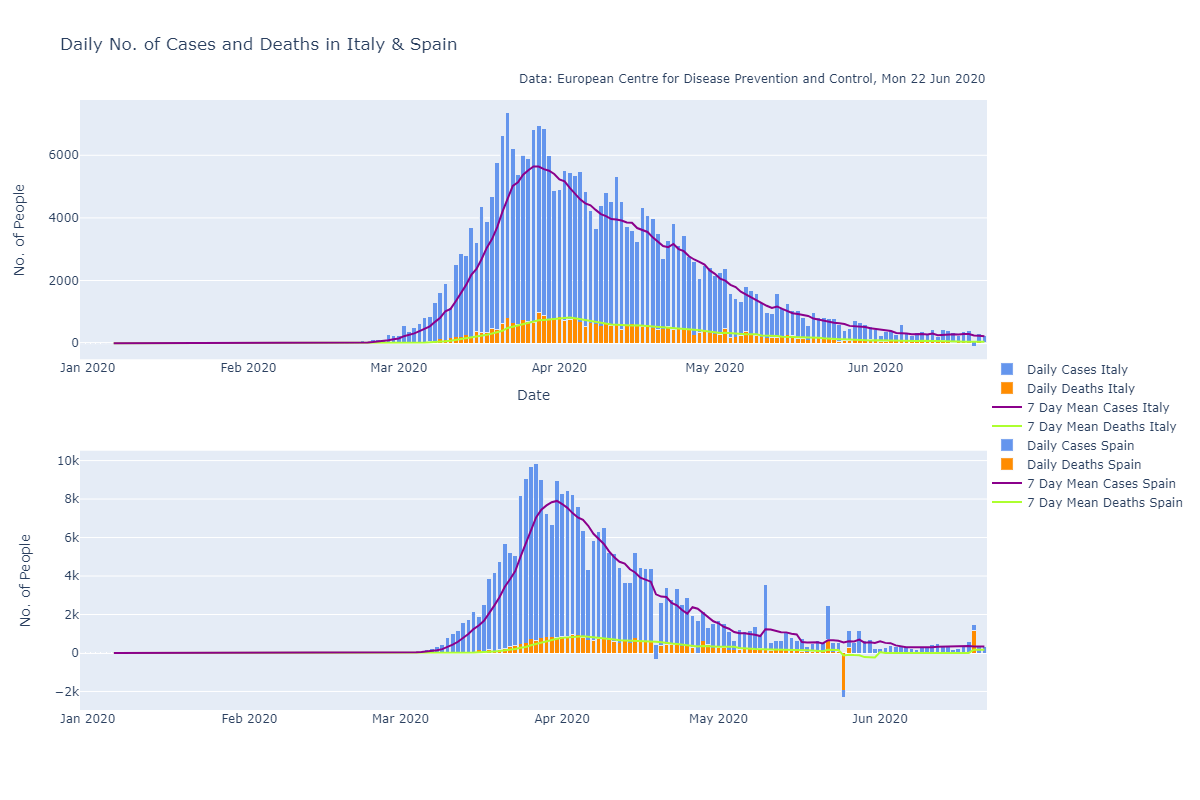 Daily No. of Cases and Deaths in Italy & Spain
Data: European Centre for Disease Prevention and Control, Mon 22 Jun 2020
No. of People
6000
4000
2000
0
Jan 2020 Feb 2020 Mar 2020 Apr 2020 May 2020 Jun 2020
Date
Daily Cases Italy
Daily Deaths Italy
7 Day Mean Cases Italy
7 Day Mean Deaths Italy
Daily Cases Spain
Daily Deaths Spain
7 Day Mean Cases Spain
7 Day Mean Deaths Spain
No. of People
10k
8k
6k
4k
2k
0
−2k
Jan 2020 Feb 2020 Mar 2020 Apr 2020 May 2020 Jun 2020